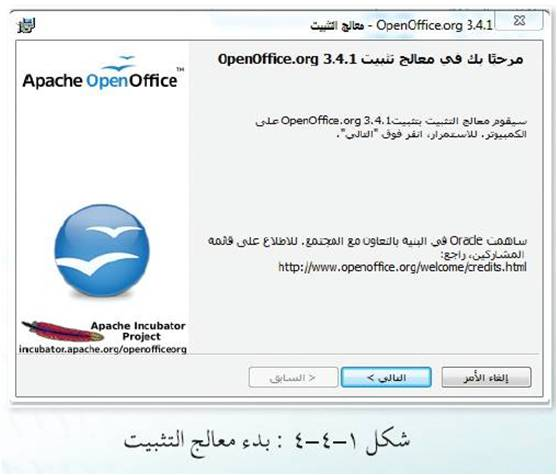 OpenOffice.org 3.4.1 - معالج التثبيت
Apache OpenOffice™
مرحبًا بك في معالج تثبيت OpenOffice.org 3.4.1
سيقوم معالج التثبيت بتثبيت OpenOffice.org 3.4.1 على
الكمبيوتر. للاستمرار، انقر فوق "التالي".
ساهمت Oracle في البنية بالتعاون مع المجتمع. للاطلاع على قائمة
المشاركين، راجع:
http://www.openoffice.org/welcome/credits.html
Apache Incubator
Project
incubator.apache.org/openofficeorg
إلغاء الأمر
التالي >
< السابق
شكل ١-٤-٤ : بدء معالج التثبيت